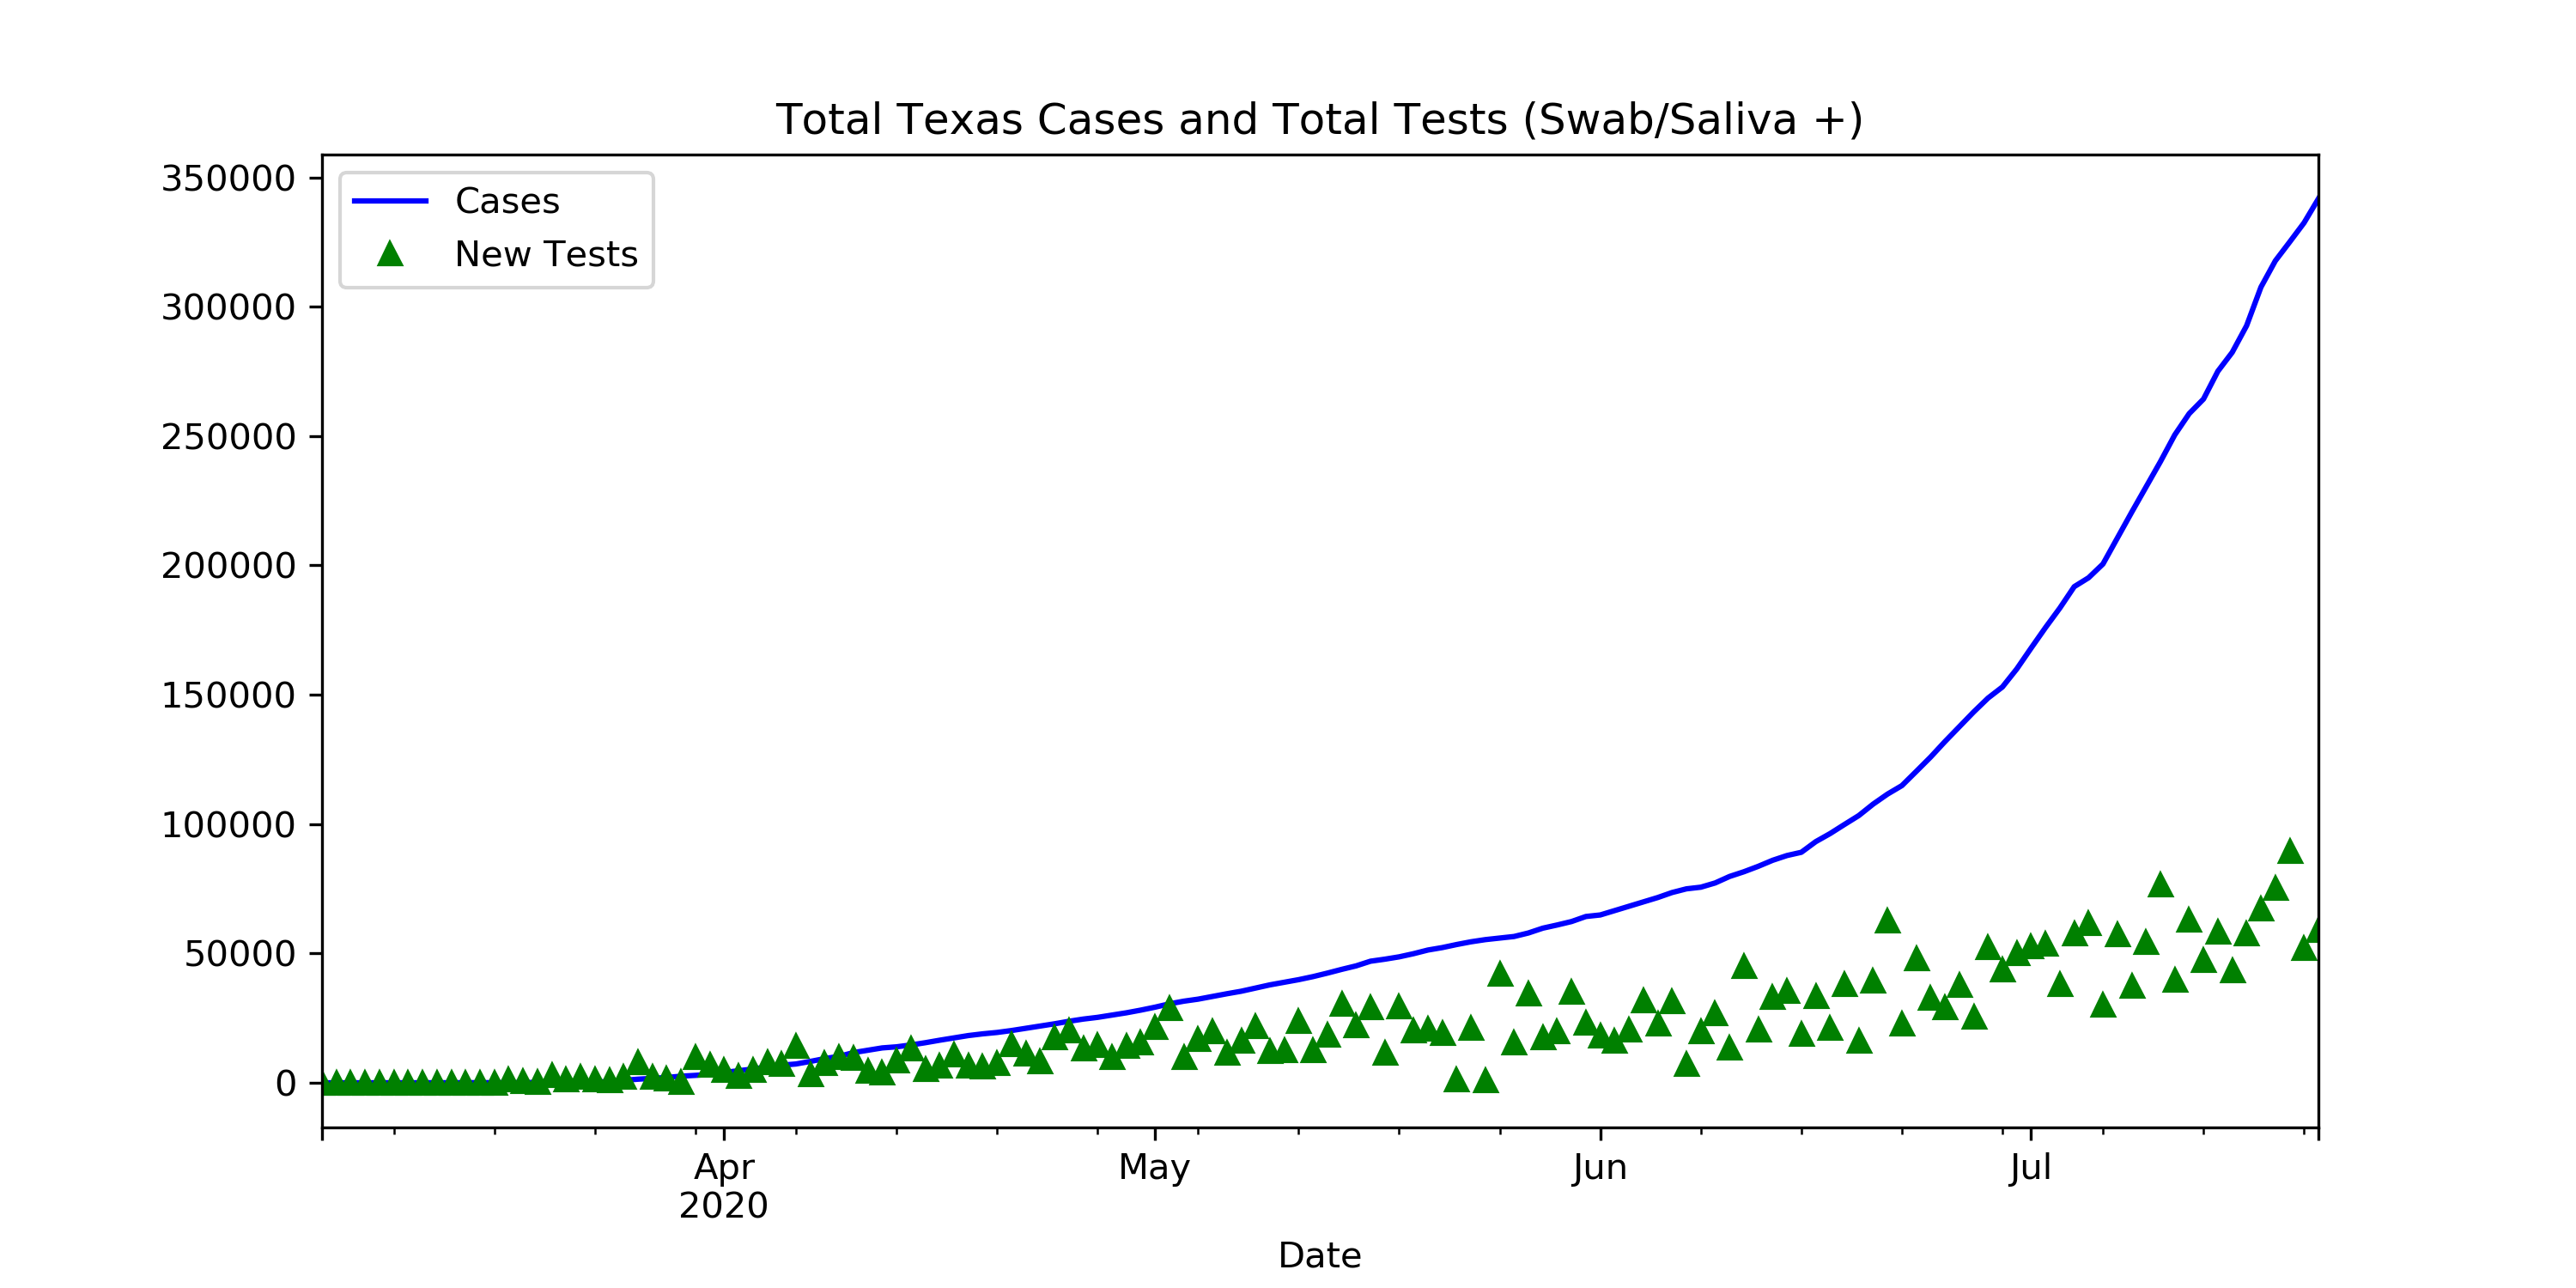 Total Texas Cases and Total Tests (Swab/Saliva +)
350000
300000
250000
200000
150000
100000
50000
0
Cases
New Tests
Apr
2020
May
Jun
Jul
Date